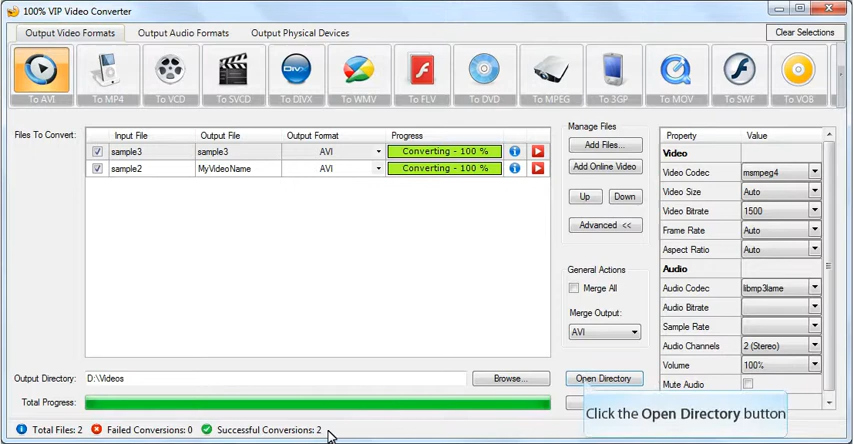 100% VIP Video Converter
Output Video Formats Output Audio Formats Output Physical Devices Clear Selections
To AVI To MP4 To VCD To SVCD To DIVX To WMV To FLV To DVD To MPEG To 3GP To MOV To SWF To VOB
Files To Convert:
Input File Output File Output Format Progress
sample3 sample3 AVI Converting - 100 %
sample2 MyVideoName AVI Converting - 100 %
Manage Files
Add Files...
Add Online Video
Up Down
Advanced <<
General Actions
Merge All
Merge Output:
AVI
Property Value
Video
Video Codec msmpeg4
Video Size Auto
Video Bitrate 1500
Frame Rate Auto
Aspect Ratio Auto
Audio
Audio Codec libmp3lame
Audio Bitrate
Sample Rate
Audio Channels 2 (Stereo)
Volume 100%
Mute Audio
Output Directory: D:\Videos Browse... Open Directory
Total Progress:
Click the Open Directory button
Total Files: 2 Failed Conversions: 0 Successful Conversions: 2